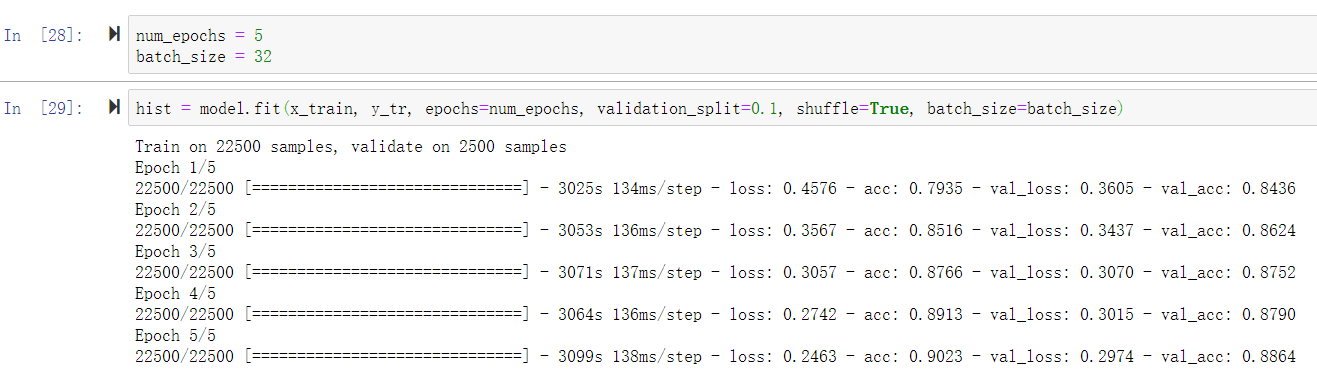 In [28]: num_epochs = 5
batch_size = 32
In [29]: hist = model.fit(x_train, y_tr, epochs=num_epochs, validation_split=0.1, shuffle=True, batch_size=batch_size)
Train on 22500 samples, validate on 2500 samples
Epoch 1/5
22500/22500 [==============================] - 3025s 134ms/step - loss: 0.4576 - acc: 0.7935 - val_loss: 0.3605 - val_acc: 0.8436
Epoch 2/5
22500/22500 [==============================] - 3053s 136ms/step - loss: 0.3567 - acc: 0.8516 - val_loss: 0.3437 - val_acc: 0.8624
Epoch 3/5
22500/22500 [==============================] - 3071s 137ms/step - loss: 0.3057 - acc: 0.8766 - val_loss: 0.3070 - val_acc: 0.8752
Epoch 4/5
22500/22500 [==============================] - 3064s 136ms/step - loss: 0.2742 - acc: 0.8913 - val_loss: 0.3015 - val_acc: 0.8790
Epoch 5/5
22500/22500 [==============================] - 3099s 138ms/step - loss: 0.2463 - acc: 0.9023 - val_loss: 0.2974 - val_acc: 0.8864